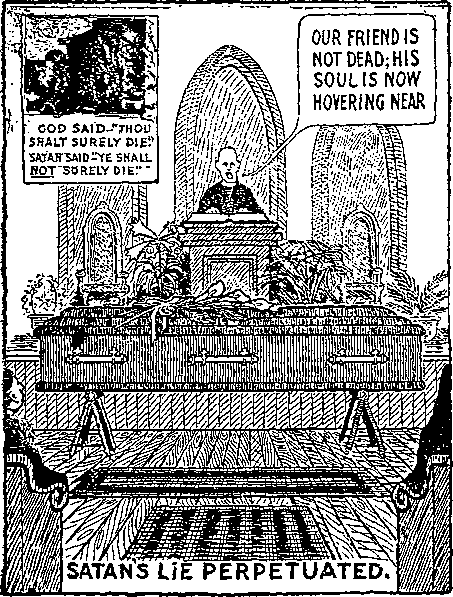 OUR FRIEND IS
NOT DEAD; HIS
SOUL IS NOW
HOVERING NEAR
GOD SAID—"THOU
SHALT SURELY DIE"
SATAN SAID "YE SHALL
NOT SURELY DIE"
SATANS LIE PERPETUATED.